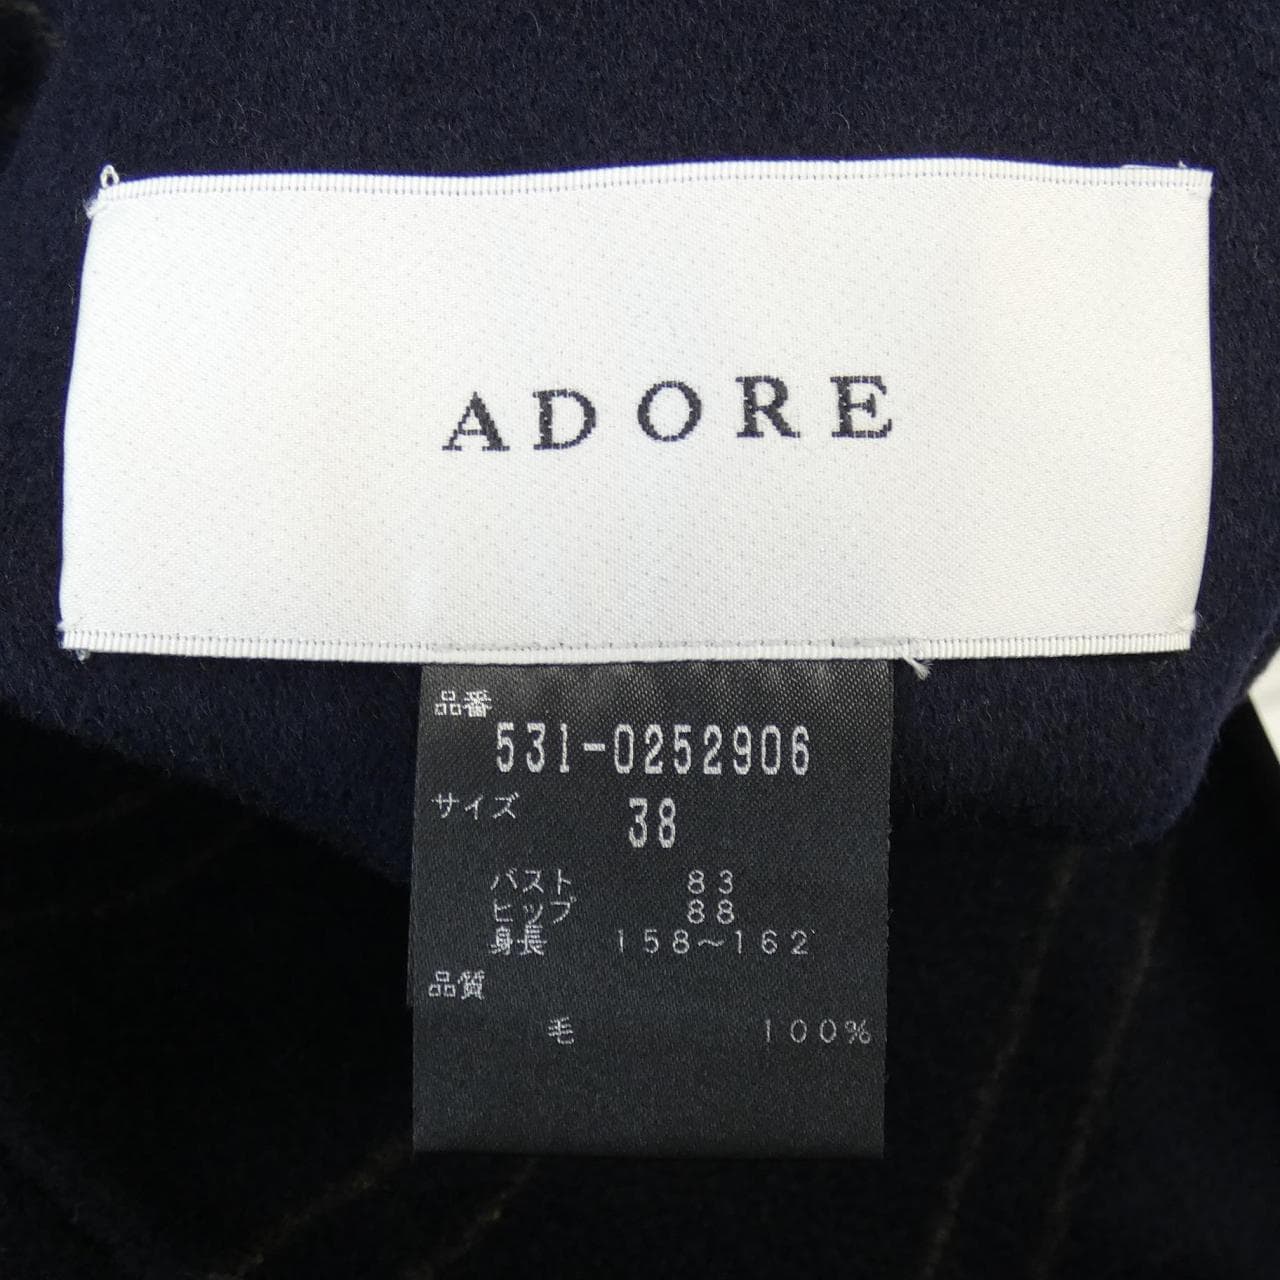 ADORE
品番
531-0252906
サイズ 38
バスト 83
ヒップ 88
身長 158～162
品質
毛 100%